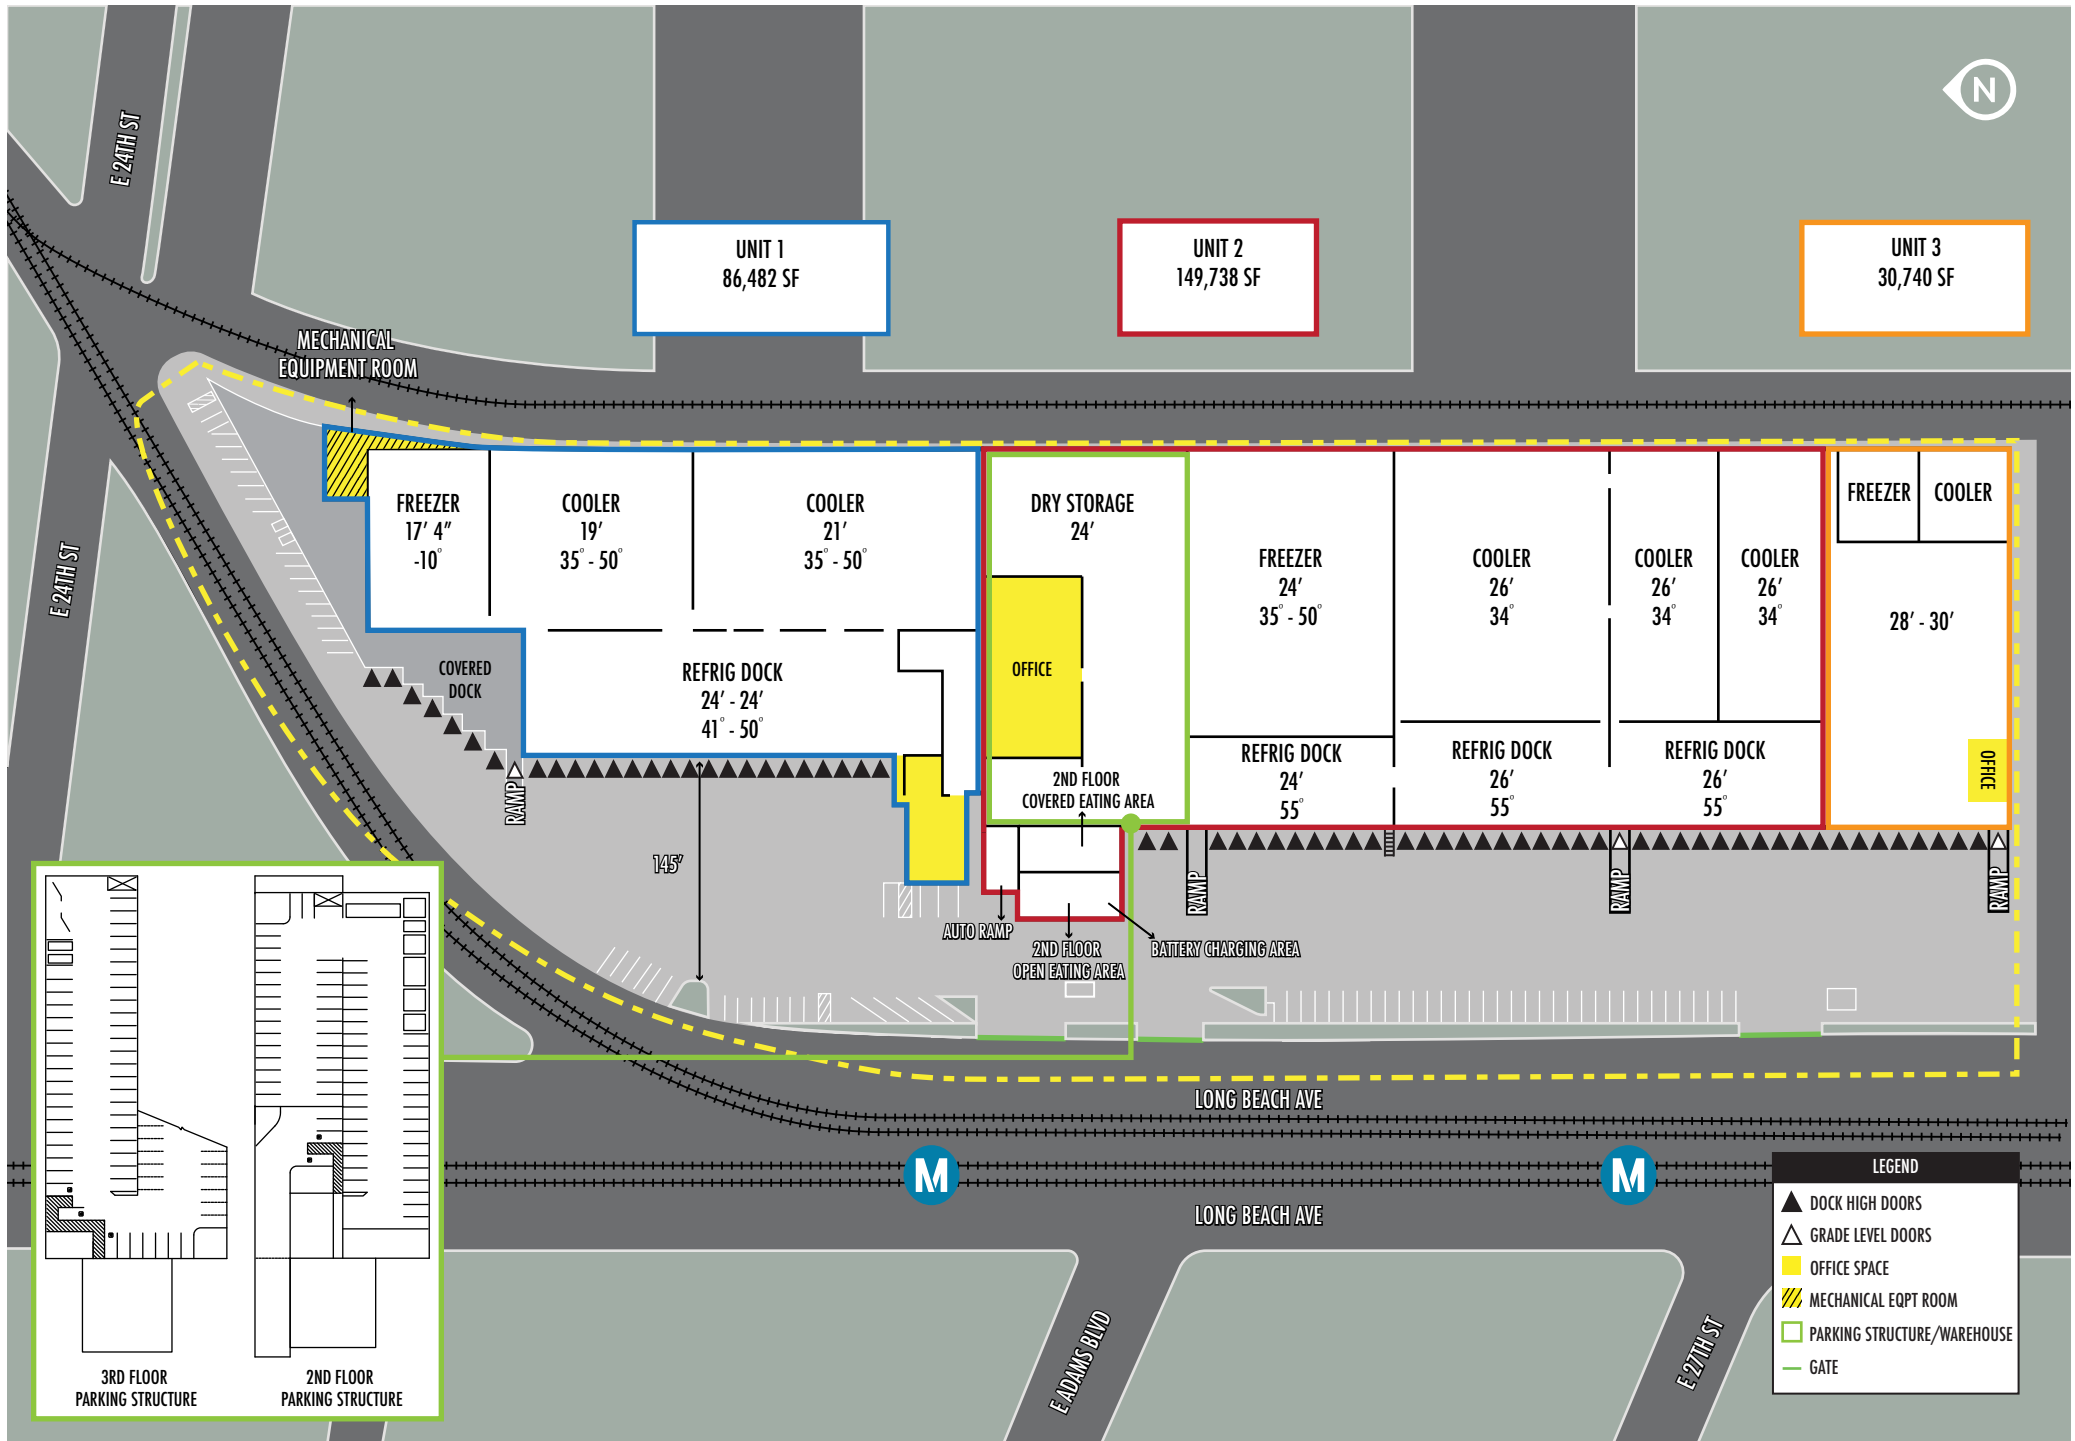 E 24TH ST
N
UNIT 1
86,482 SF
UNIT 2
149,738 SF
UNIT 3
30,740 SF
MECHANICAL
EQUIPMENT ROOM
FREEZER
17' 4"
-10°
COOLER
19'
35° - 50°
COOLER
21'
35° - 50°
DRY STORAGE
24'
FREEZER
24'
35° - 50°
COOLER
26'
34°
COOLER
26'
34°
COOLER
26'
34°
FREEZER
COOLER
28' - 30'
E 24TH ST
COVERED
DOCK
REFRIG DOCK
24' - 24'
41° - 50°
OFFICE
REFRIG DOCK
24'
55°
REFRIG DOCK
26'
55°
REFRIG DOCK
26'
55°
OFFICE
2ND FLOOR
COVERED EATING AREA
RAMP
145'
RAMP
RAMP
RAMP
AUTO RAMP
2ND FLOOR
OPEN EATING AREA
BATTERY CHARGING AREA
LONG BEACH AVE
M
M
LONG BEACH AVE
E ADAMS BLVD
E 27TH ST
3RD FLOOR
PARKING STRUCTURE
2ND FLOOR
PARKING STRUCTURE
LEGEND
DOCK HIGH DOORS
GRADE LEVEL DOORS
OFFICE SPACE
MECHANICAL EQPT ROOM
PARKING STRUCTURE/WAREHOUSE
GATE